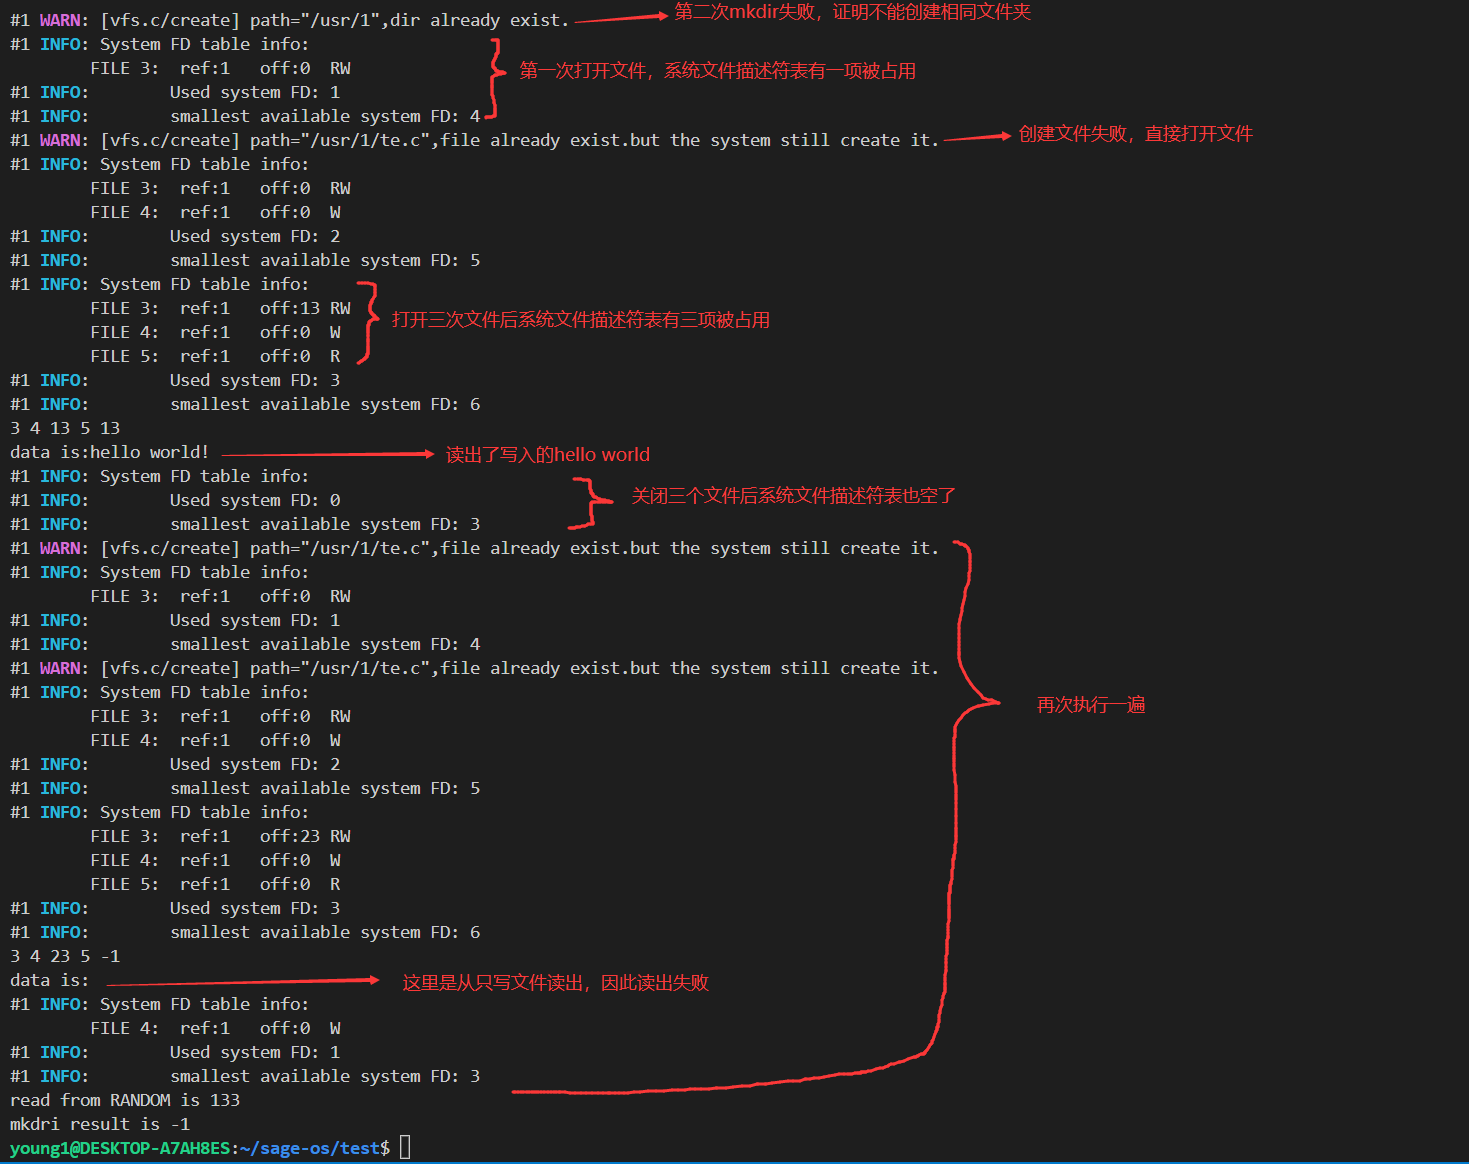 #1 WARN: [vfs.c/create] path="/usr/1",dir already exist. 第二次mkdir失败，证明不能创建相同文件夹
#1 INFO: System FD table info:
FILE 3: ref:1 off:0 RW 第一次打开文件，系统文件描述符表有一项被占用
#1 INFO: Used system FD: 1
#1 INFO: smallest available system FD: 4
#1 WARN: [vfs.c/create] path="/usr/1/te.c",file already exist.but the system still create it. 创建文件失败，直接打开文件
#1 INFO: System FD table info:
FILE 3: ref:1 off:0 RW
FILE 4: ref:1 off:0 W
#1 INFO: Used system FD: 2
#1 INFO: smallest available system FD: 5
#1 INFO: System FD table info:
FILE 3: ref:1 off:13 RW 打开三次文件后系统文件描述符表有三项被占用
FILE 4: ref:1 off:0 W
FILE 5: ref:1 off:0 R
#1 INFO: Used system FD: 3
#1 INFO: smallest available system FD: 6
3 4 13 5 13
data is:hello world! 读出了写入的hello world
#1 INFO: System FD table info:
#1 INFO: Used system FD: 0 关闭三个文件后系统文件描述符表也空了
#1 INFO: smallest available system FD: 3
#1 WARN: [vfs.c/create] path="/usr/1/te.c",file already exist.but the system still create it.
#1 INFO: System FD table info:
FILE 3: ref:1 off:0 RW
#1 INFO: Used system FD: 1
#1 INFO: smallest available system FD: 4
#1 WARN: [vfs.c/create] path="/usr/1/te.c",file already exist.but the system still create it.
#1 INFO: System FD table info: 再次执行一遍
FILE 3: ref:1 off:0 RW
FILE 4: ref:1 off:0 W
#1 INFO: Used system FD: 2
#1 INFO: smallest available system FD: 5
#1 INFO: System FD table info:
FILE 3: ref:1 off:23 RW
FILE 4: ref:1 off:0 W
FILE 5: ref:1 off:0 R
#1 INFO: Used system FD: 3
#1 INFO: smallest available system FD: 6
3 4 23 5 -1
data is: 这里是从只写文件读出，因此读出失败
#1 INFO: System FD table info:
FILE 4: ref:1 off:0 W
#1 INFO: Used system FD: 1
#1 INFO: smallest available system FD: 3
read from RANDOM is 133
mkdri result is -1
young1@DESKTOP-A7AH8ES:~/sage-os/test$